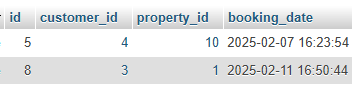 id customer_id property_id booking_date
5 4 10 2025-02-07 16:23:54
8 3 1 2025-02-11 16:50:44